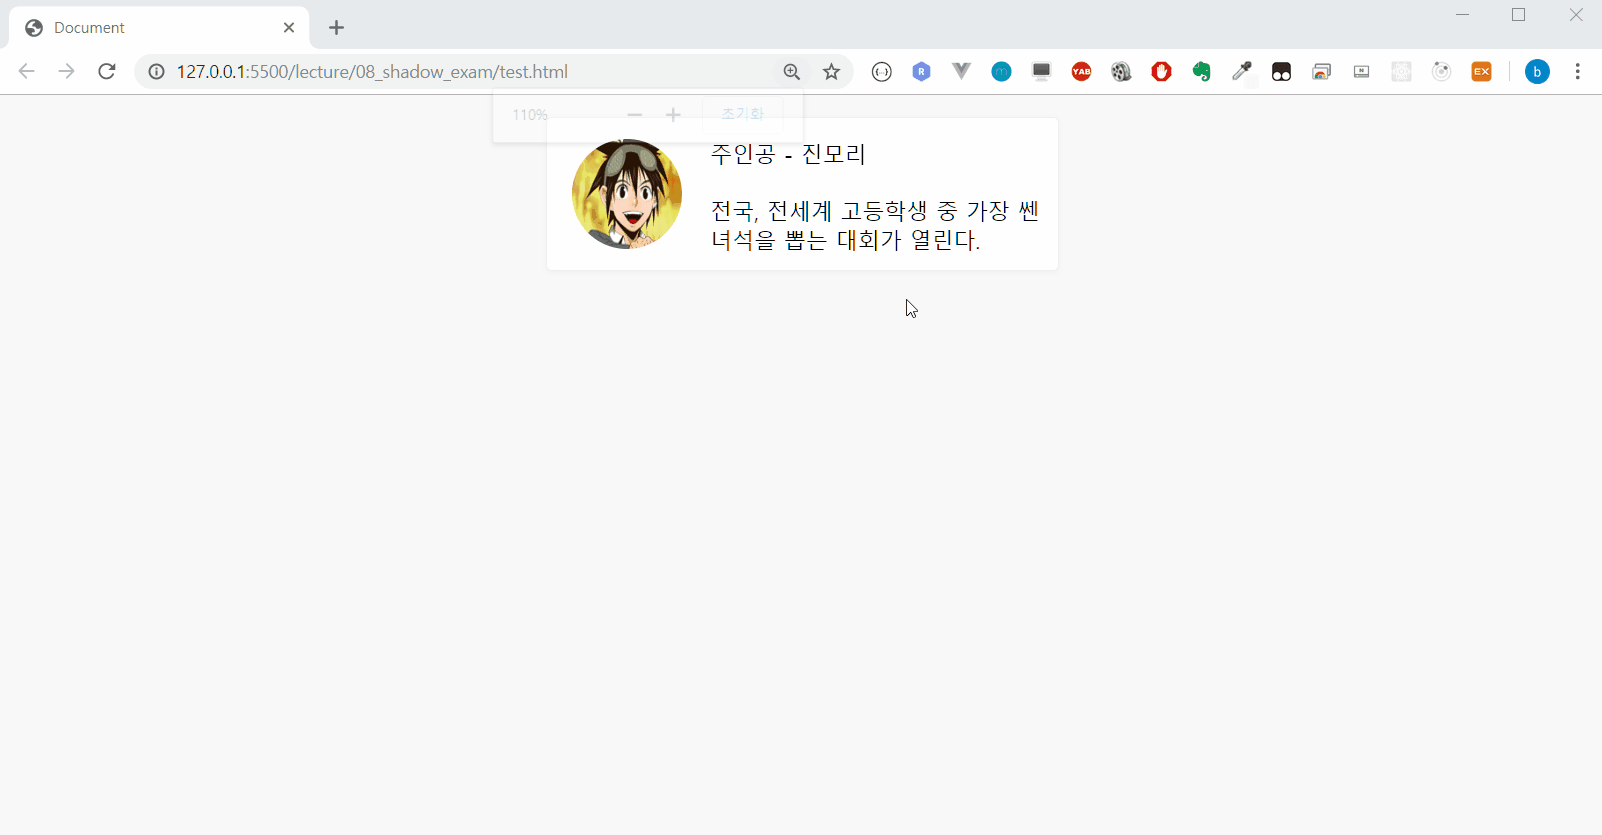 Document
127.0.0.1:5500/lecture/08_shadow_exam/test.html
R
m
YAB
N
EX
b
110%
초기화
주인공 - 진모리
전국, 전세계 고등학생 중 가장 쎈
녀석을 뽑는 대회가 열린다.